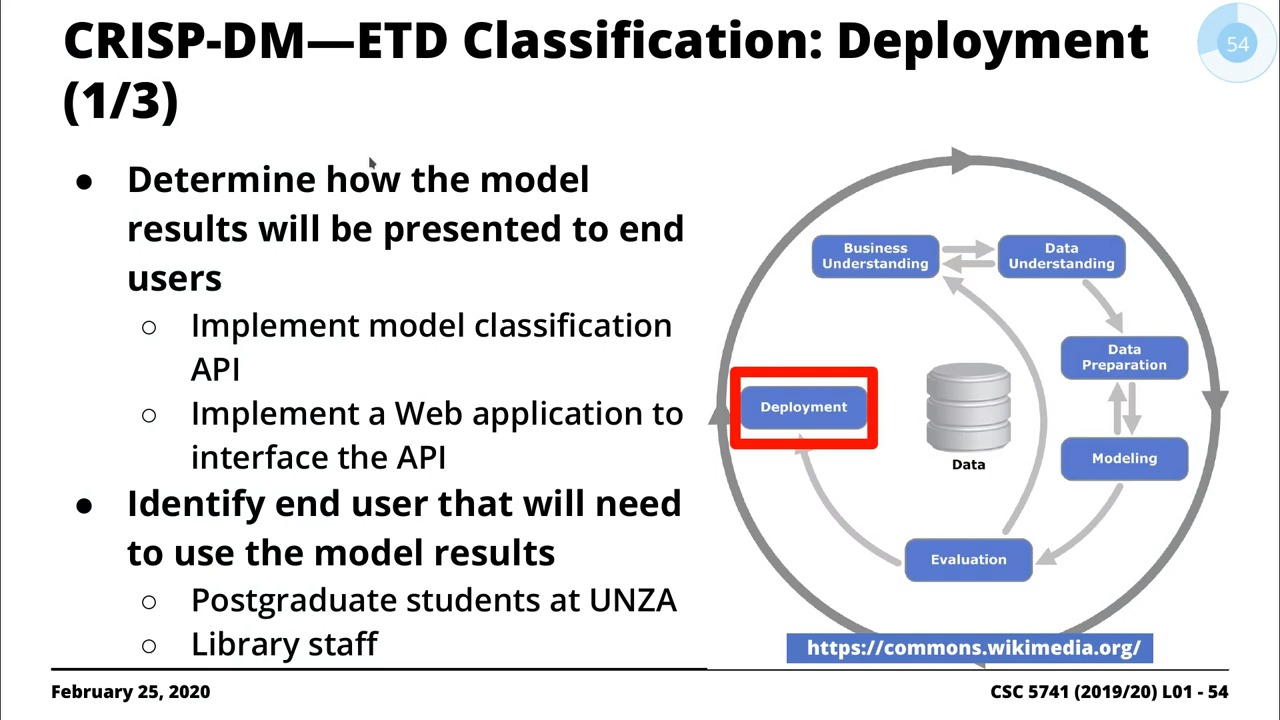 CRISP-DM—ETD Classification: Deployment
(1/3)
54
● Determine how the model
results will be presented to end
users
○ Implement model classification
API
○ Implement a Web application to
interface the API
● Identify end user that will need
to use the model results
○ Postgraduate students at UNZA
○ Library staff
Business
Understanding
Data
Understanding
Data
Preparation
Modeling
Evaluation
Deployment
Data
https://commons.wikimedia.org/
February 25, 2020
CSC 5741 (2019/20) L01 - 54